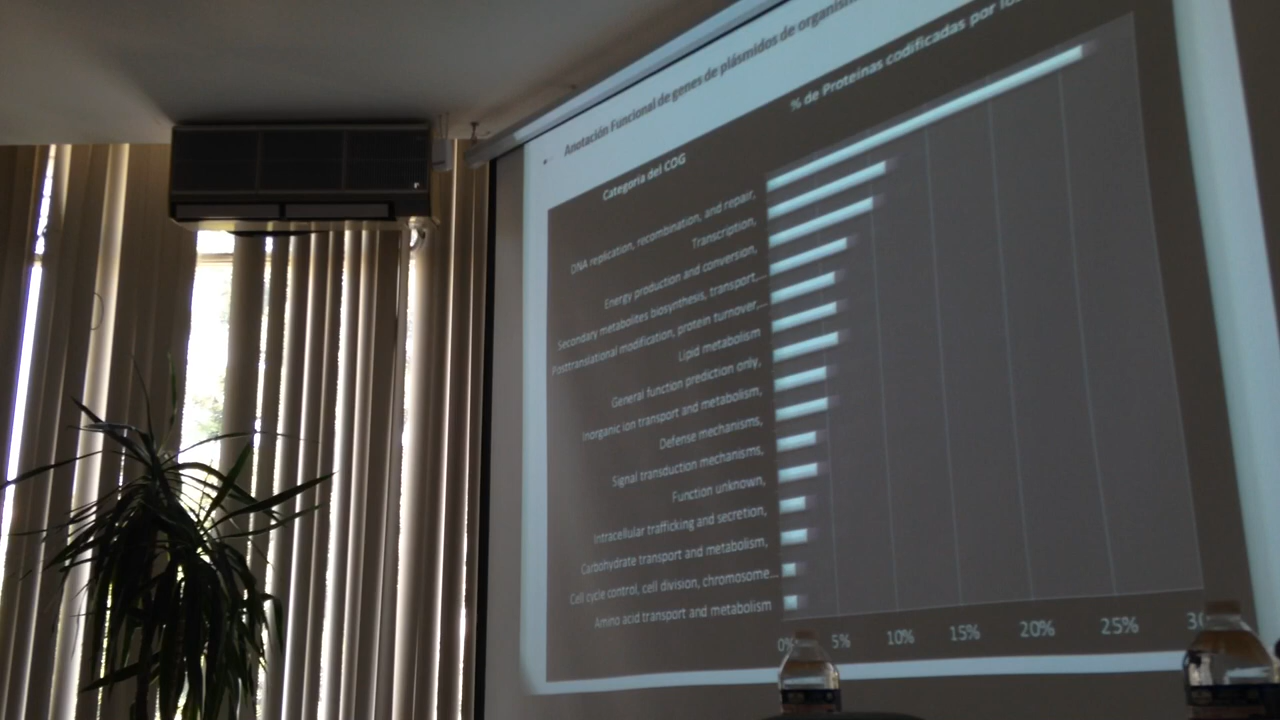 Anotación Funcional de genes de plásmidos de
% de Proteínas codificadas por los
Categoría del COG
DNA replication, recombination, and repair,
Transcription,
Energy production and conversion,
Secondary metabolites biosynthesis, transport,...
Posttranslational modification, protein turnover,...
Lipid metabolism
General function prediction only,
Inorganic ion transport and metabolism,
Defense mechanisms,
Signal transduction mechanisms,
Function unknown,
Intracellular trafficking and secretion,
Carbohydrate transport and metabolism,
Cell cycle control, cell division, chromosome...
Amino acid transport and metabolism
0% 5% 10% 15% 20% 25%